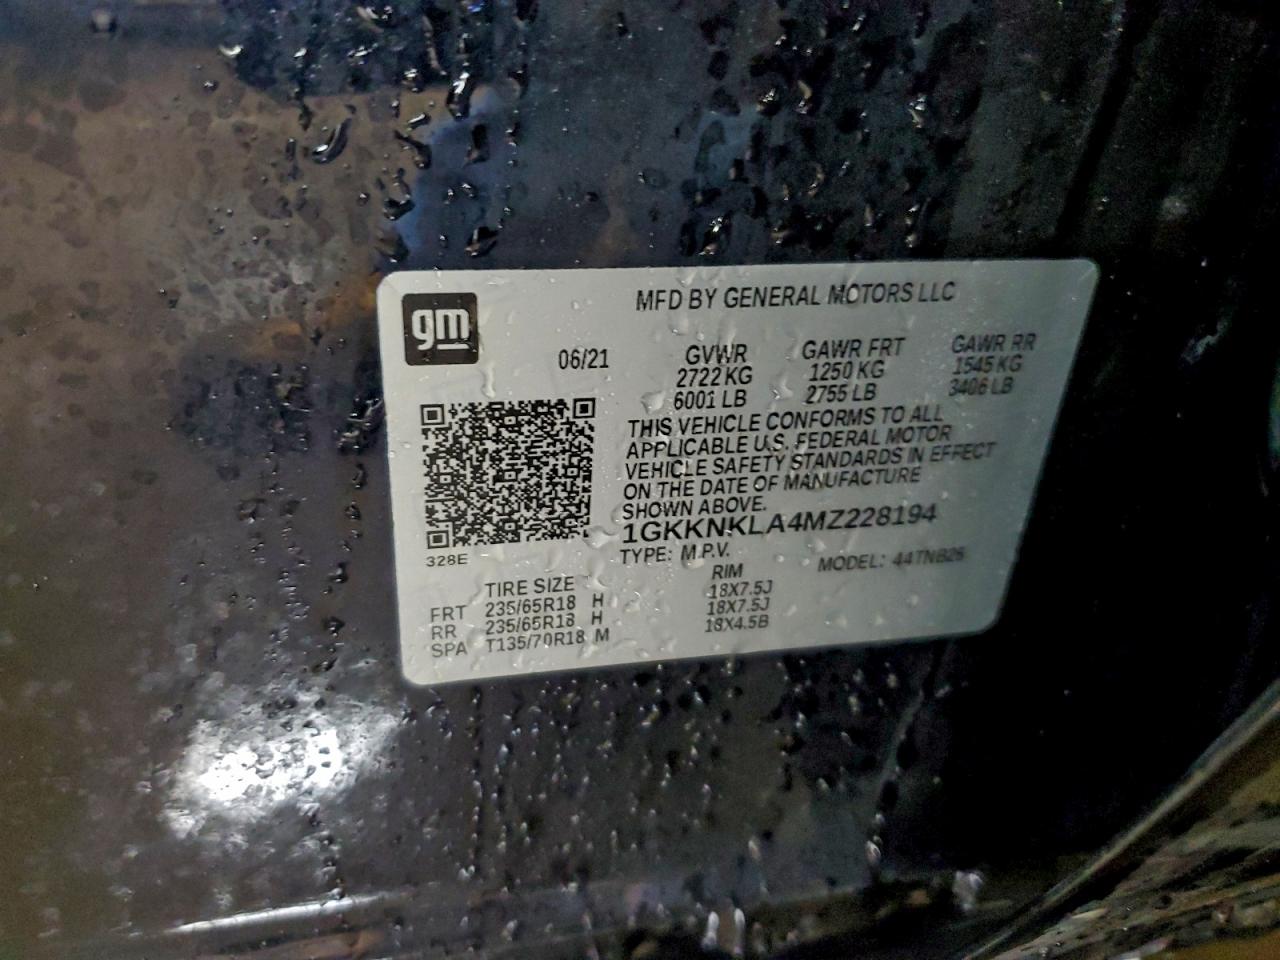 gm
MFD BY GENERAL MOTORS LLC
06/21 GVWR GAWR FRT GAWR RR
2722 KG 1250 KG 1545 KG
6001 LB 2755 LB 3406 LB
THIS VEHICLE CONFORMS TO ALL
APPLICABLE U.S. FEDERAL MOTOR
VEHICLE SAFETY STANDARDS IN EFFECT
ON THE DATE OF MANUFACTURE
SHOWN ABOVE.
1GKKNKLA4MZ228194
TYPE: M.P.V. MODEL: 44TNB26
328E
TIRE SIZE RIM
FRT 235/65R18 H 18X7.5J
RR 235/65R18 H 18X7.5J
SPA T135/70R18 M 18X4.5B